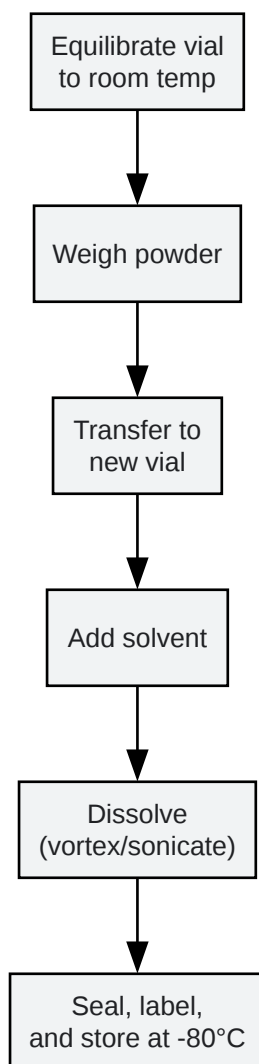 Equilibrate vial
to room temp
Weigh powder
Transfer to
new vial
Add solvent
Dissolve
(vortex/sonicate)
Seal, label,
and store at -80°C